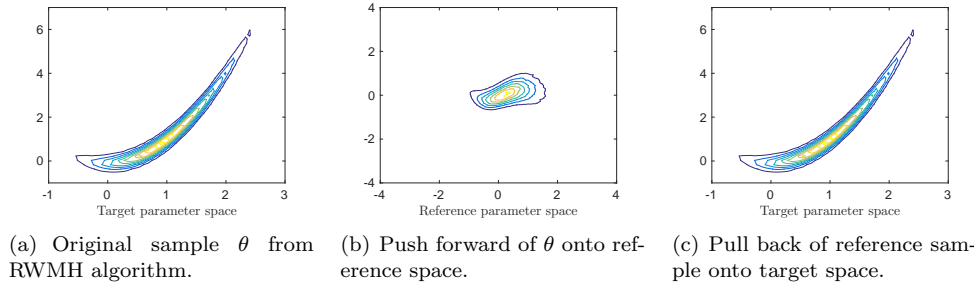 6
4
2
0
-1 0 1 2 3
Target parameter space
4
2
0
-2
-4
-4 -2 0 2 4
Reference parameter space
6
4
2
0
-1 0 1 2 3
Target parameter space
(a) Original sample θ from
RWMH algorithm.
(b) Push forward of θ onto ref-
erence space.
(c) Pull back of reference sam-
ple onto target space.